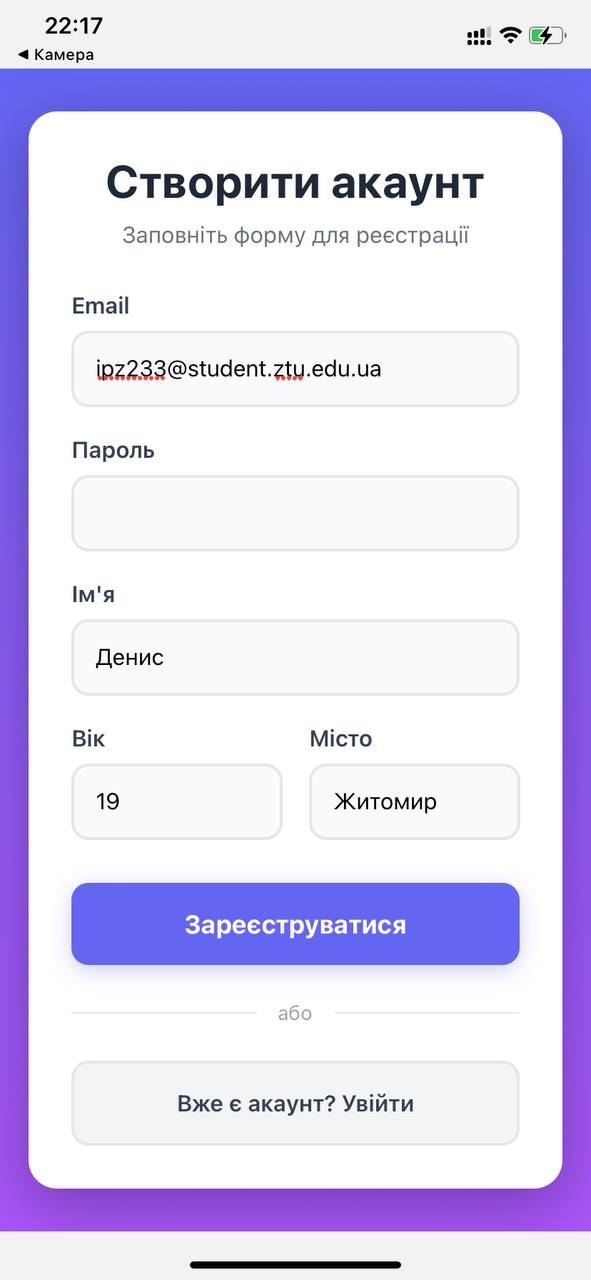 22:17
◀ Камера
Створити акаунт
Заповніть форму для реєстрації
Email
ipz233@student.ztu.edu.ua
Пароль
Ім'я
Денис
Вік Місто
19 Житомир
Зареєструватися
або
Вже є акаунт? Увійти